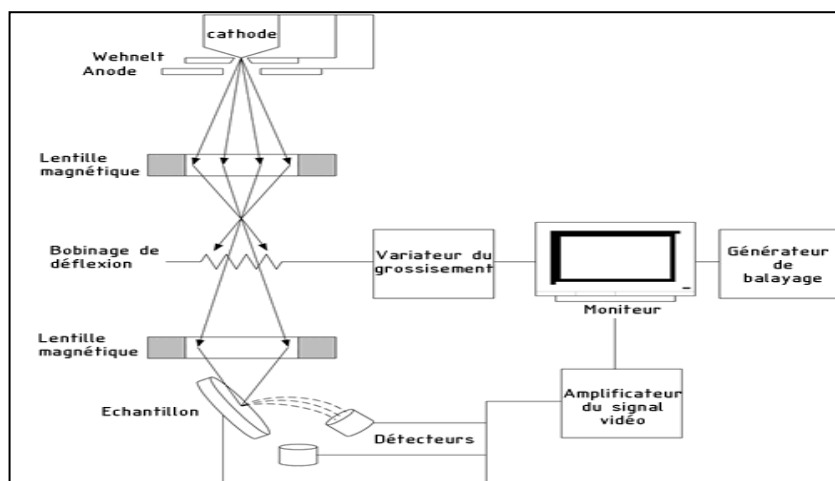 cathode
Wehnelt
Anode
Lentille
magnétique
Bobinage de
déflexion
Variateur du
grossisement
Générateur
de
balayage
Moniteur
Lentille
magnétique
Echantillon
Détecteurs
Amplificateur
du signal
vidéo